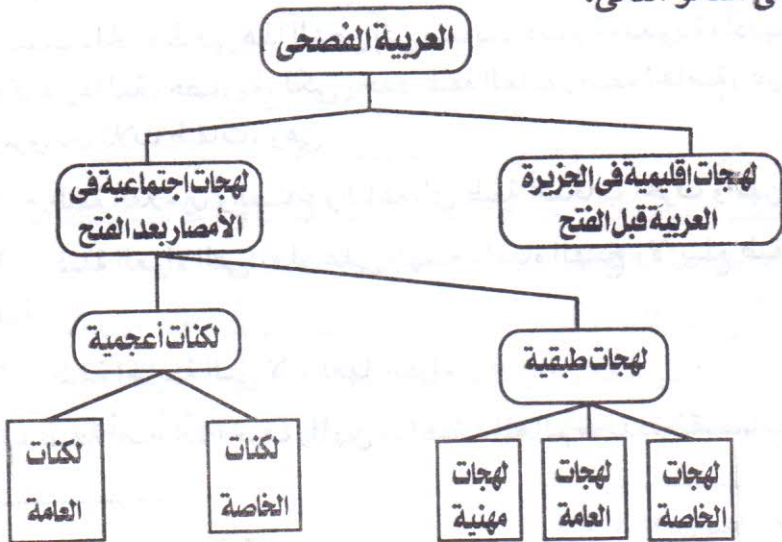 العربية الفصحى
لهجات إقليمية فى الجزيرة
العربية قبل الفتح
لهجات اجتماعية فى
الأمصار بعد الفتح
لهجات طبقية
لكنات أعجمية
لهجات
الخاصة
لهجات
العامة
لهجات
مهنية
لكنات
الخاصة
لكنات
العامة